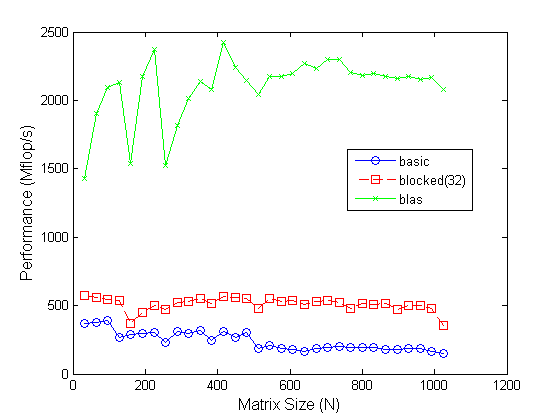 2500
2000
1500
1000
500
0
Performance (Mflop/s)
basic
blocked(32)
blas
0 200 400 600 800 1000 1200
Matrix Size (N)